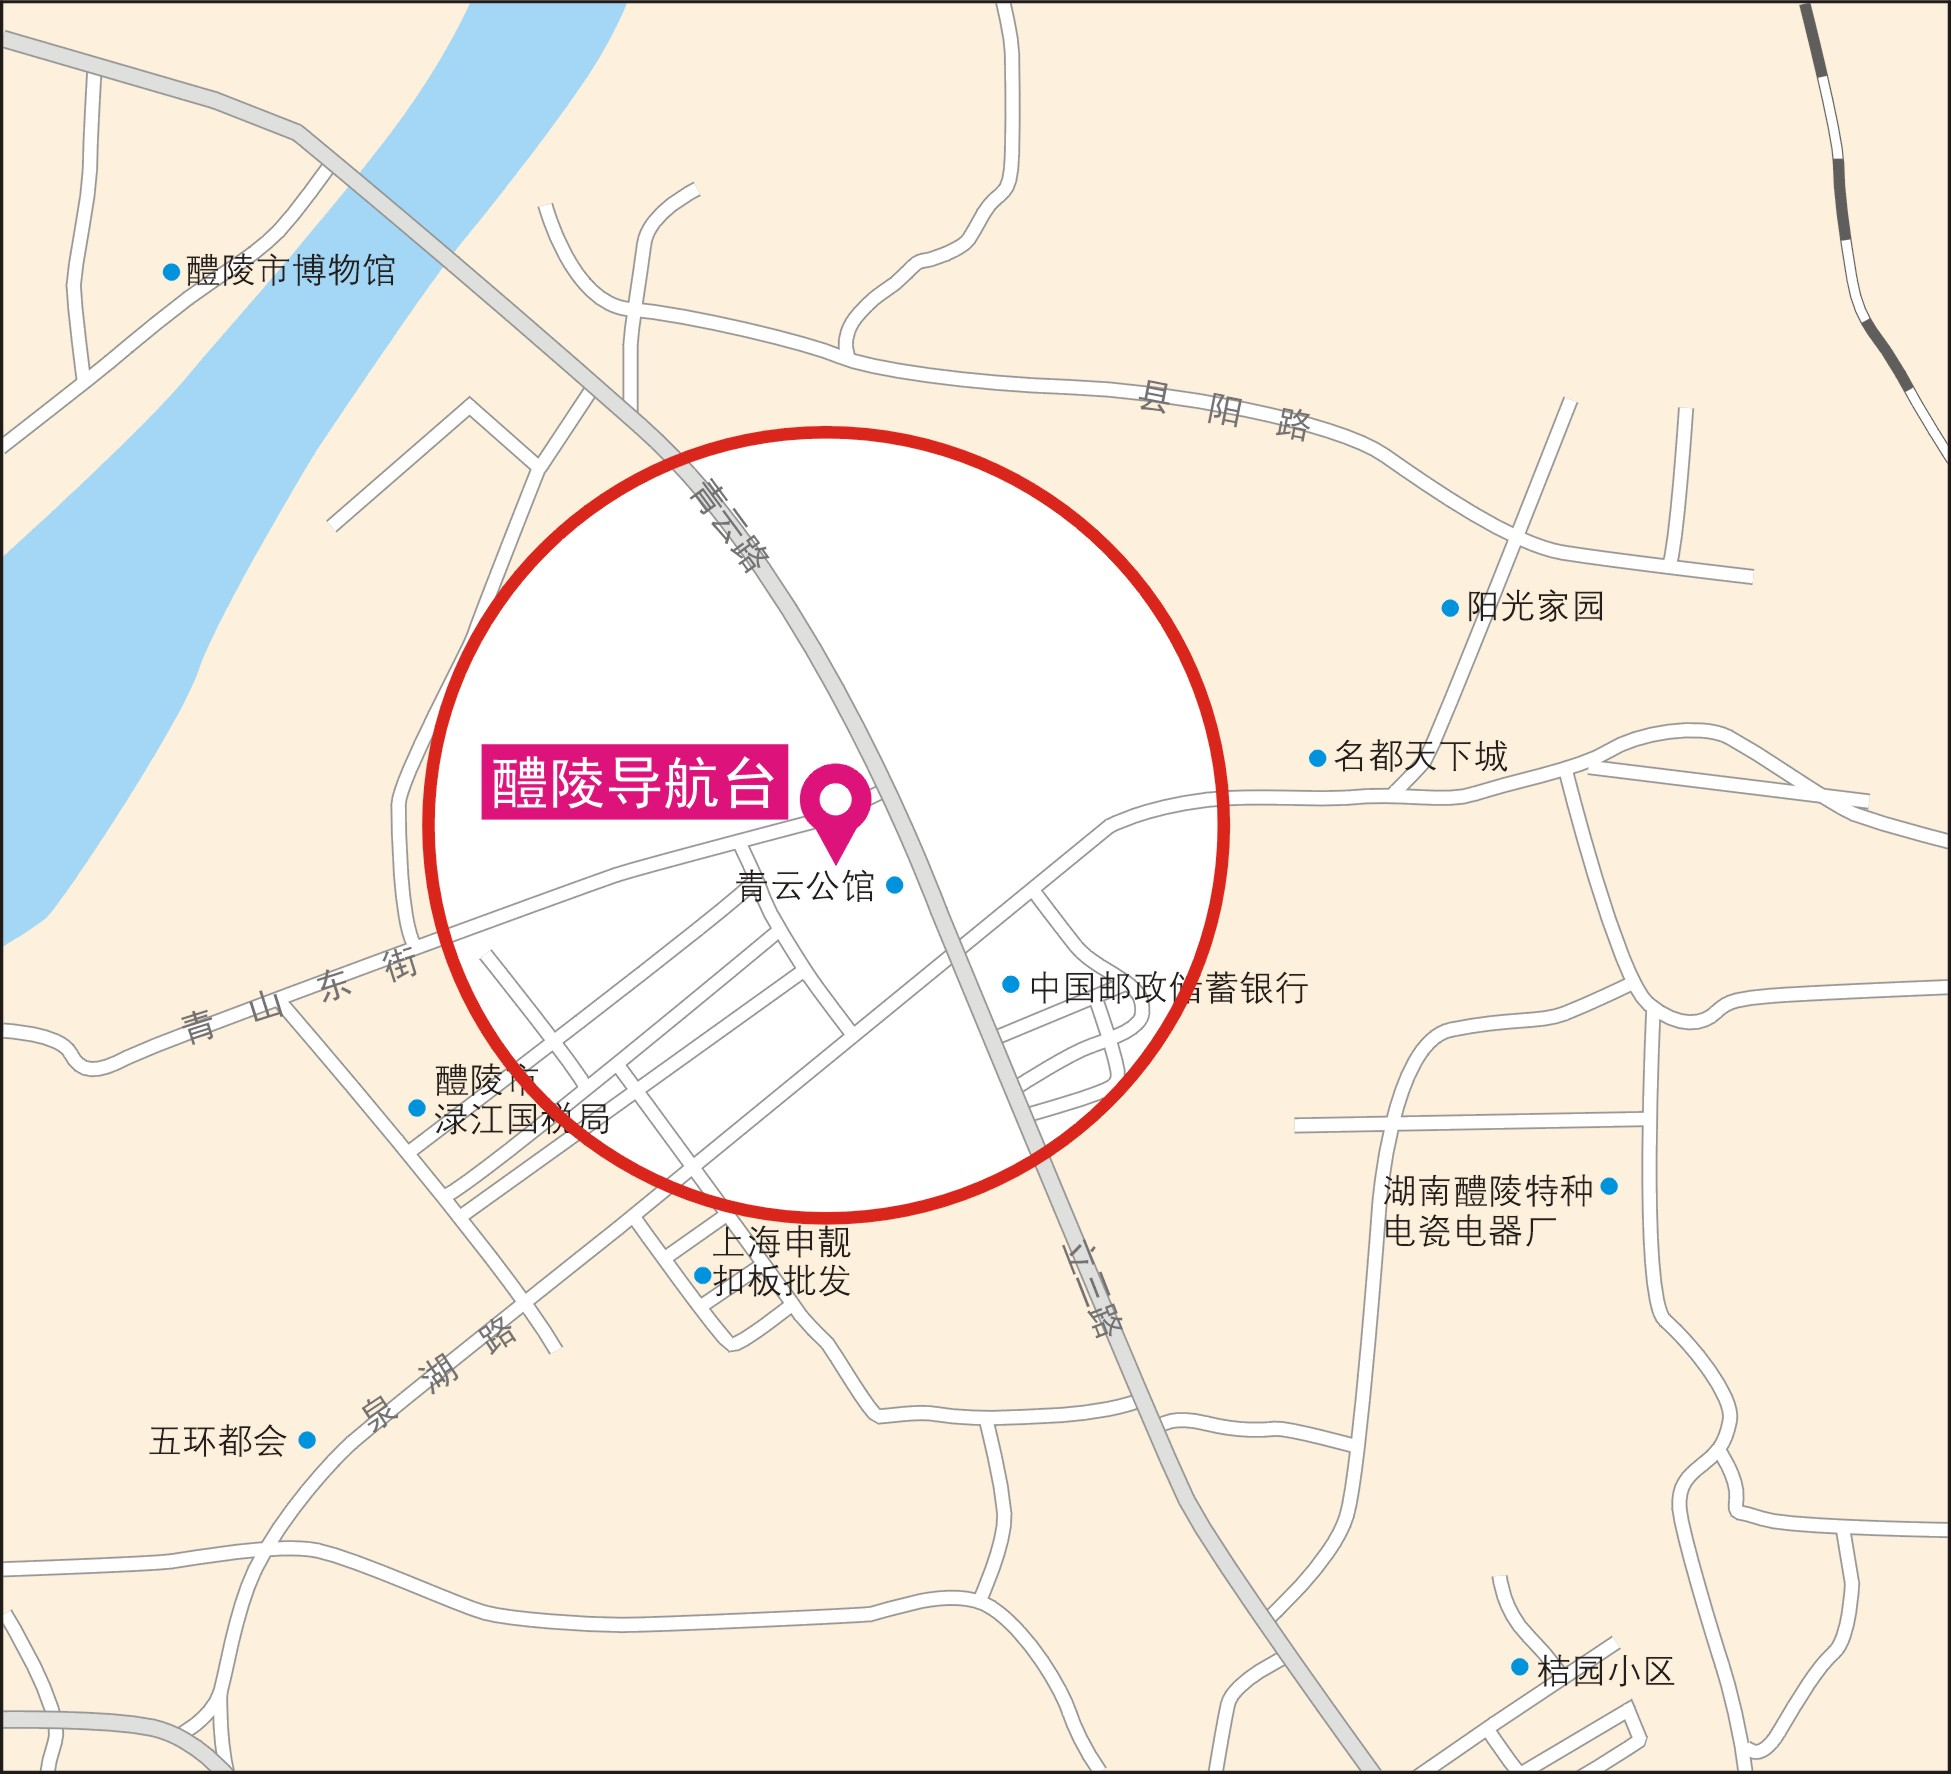 醴陵市博物馆
县阳路
青云路
阳光家园
醴陵导航台
名都天下城
青云公馆
青山东街
中国邮政储蓄银行
醴陵市
渌江国税局
湖南醴陵特种
电瓷电器厂
上海申靓
扣板批发
立三路
泉湖路
五环都会
桔园小区